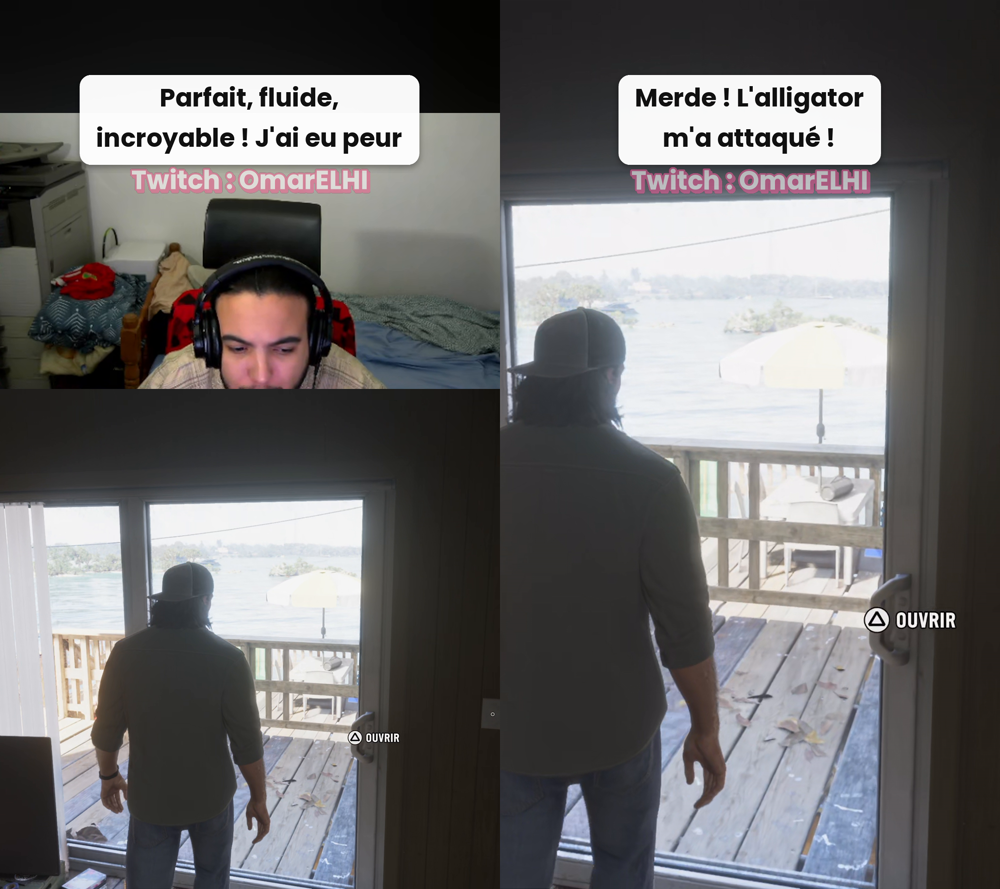 Parfait, fluide,
incroyable ! J'ai eu peur
Twitch : OmarELHI
OUVRIR
Merde ! L'alligator
m'a attaqué !
Twitch : OmarELHI
OUVRIR